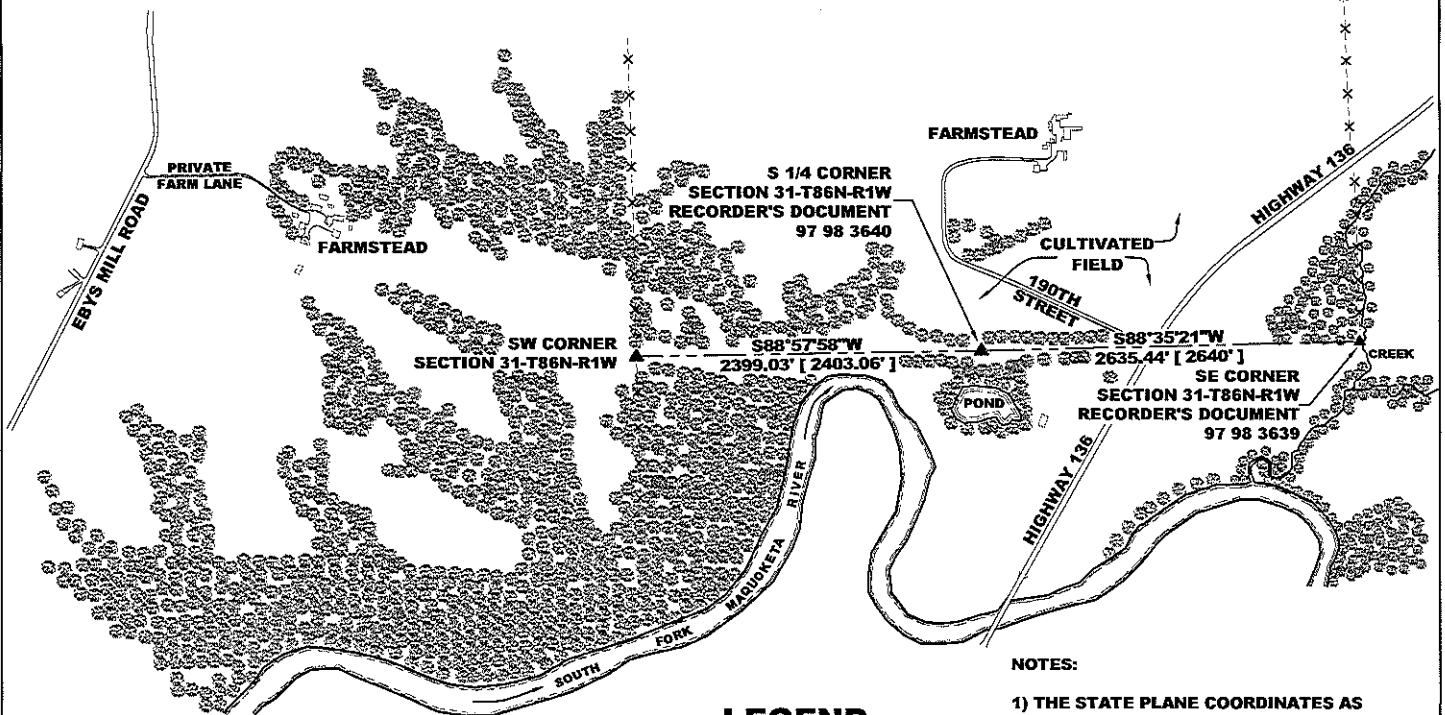 PRIVATE
FARM LANE
EBYS MILL ROAD
FARMSTEAD
FARMSTEAD
S 1/4 CORNER
SECTION 31-T86N-R1W
RECORDER'S DOCUMENT
97 98 3640
CULTIVATED
FIELD
HIGHWAY 136
190TH
STREET
SW CORNER
SECTION 31-T86N-R1W
S88°57'58"W
2399.03' [ 2403.06' ]
S88°35'21"W
2635.44' [ 2640' ]
CREEK
SE CORNER
SECTION 31-T86N-R1W
RECORDER'S DOCUMENT
97 98 3639
POND
HIGHWAY 136
SOUTH FORK MAQUOKETA RIVER
NOTES:
1) THE STATE PLANE COORDINATES AS